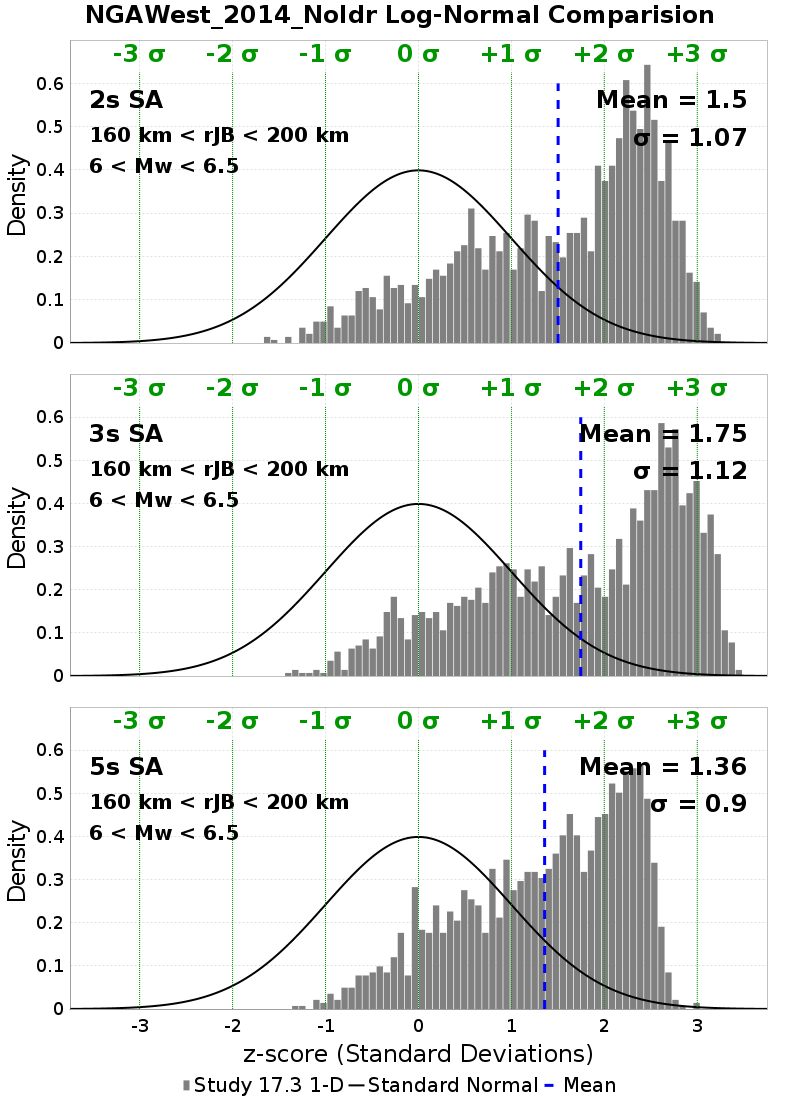 NGAWest_2014_NoIdr Log-Normal Comparision
-3 σ -2 σ -1 σ 0 σ +1 σ +2 σ +3 σ
2s SA
160 km < rJB < 200 km
6 < Mw < 6.5
Mean = 1.5
σ = 1.07
Density
0.6
0.5
0.4
0.3
0.2
0.1
0
-3 σ -2 σ -1 σ 0 σ +1 σ +2 σ +3 σ
3s SA
160 km < rJB < 200 km
6 < Mw < 6.5
Mean = 1.75
σ = 1.12
Density
0.6
0.5
0.4
0.3
0.2
0.1
0
-3 σ -2 σ -1 σ 0 σ +1 σ +2 σ +3 σ
5s SA
160 km < rJB < 200 km
6 < Mw < 6.5
Mean = 1.36
σ = 0.9
Density
0.6
0.5
0.4
0.3
0.2
0.1
0
-3 -2 -1 0 1 2 3
z-score (Standard Deviations)
Study 17.3 1-D Standard Normal Mean